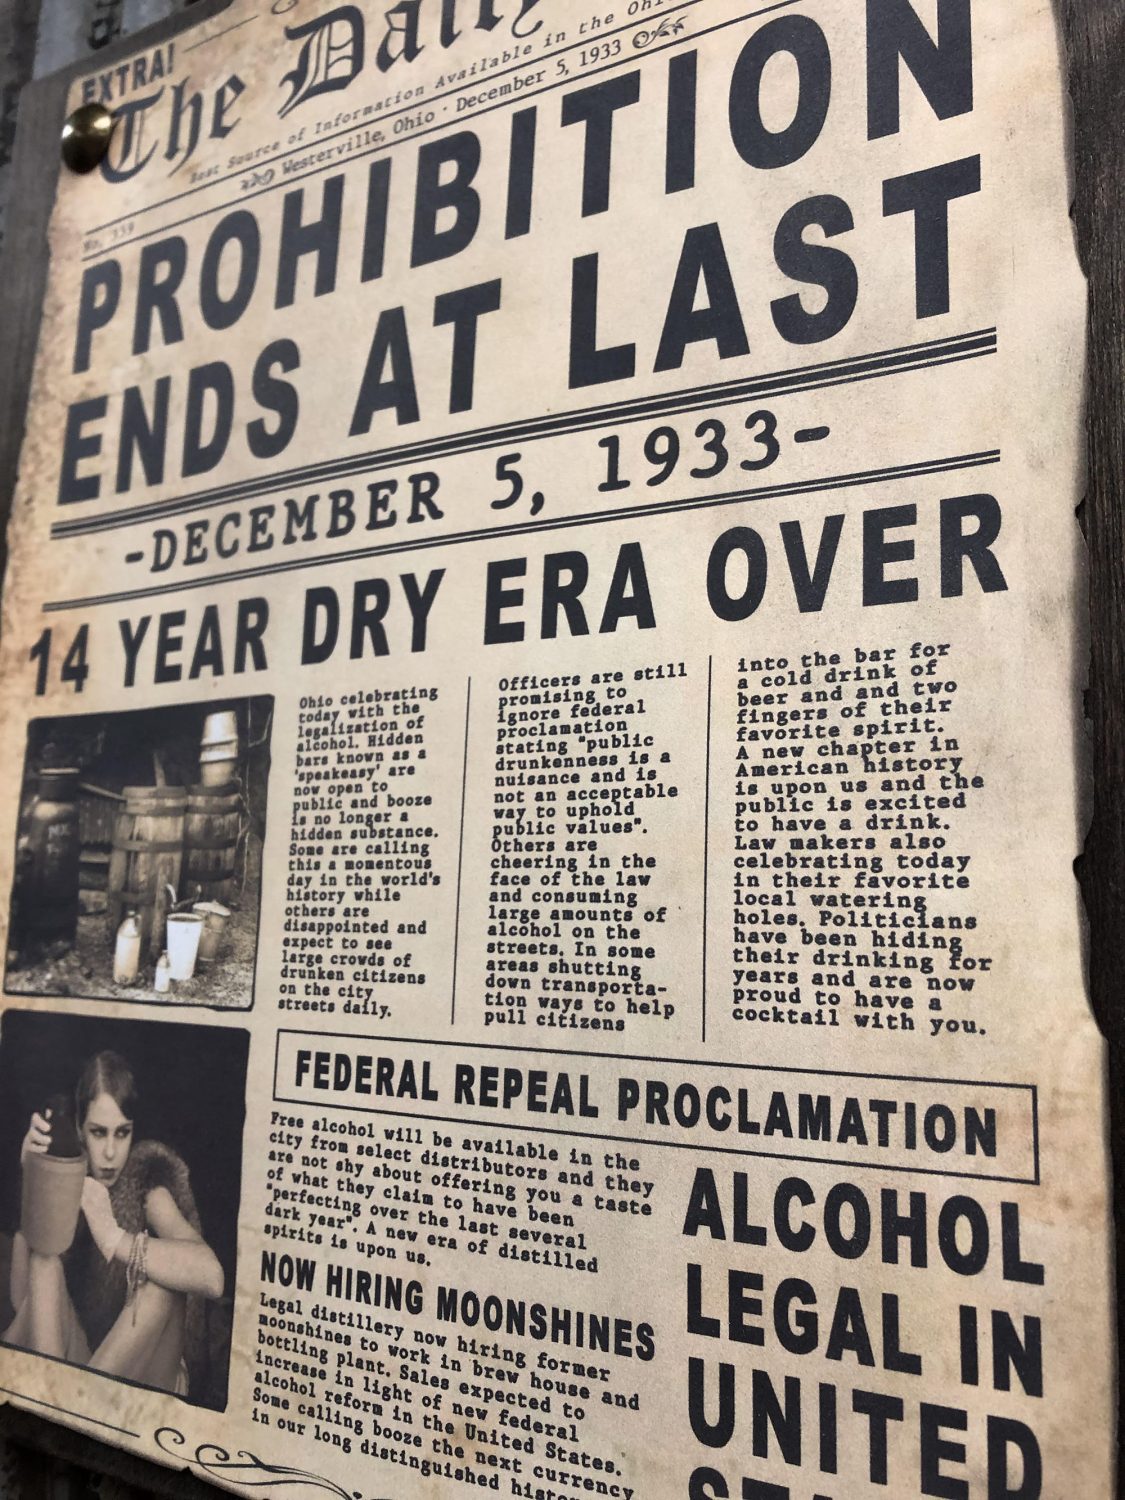 EXTRA!
The Daily
Best Source of Information Available in the Ohio
Westerville, Ohio · December 5, 1933
No. 339
PROHIBITION
ENDS AT LAST
-DECEMBER 5, 1933-
14 YEAR DRY ERA OVER
Ohio celebrating
today with the
legalization of
alcohol. Hidden
bars known as a
'speakeasy' are
now open to
public and booze
is no longer a
hidden substance.
Some are calling
this a momentous
day in the world's
history while
others are
disappointed and
expect to see
large crowds of
drunken citizens
on the city
streets daily.
Officers are still
promising to
ignore federal
proclamation
stating "public
drunkenness is a
nuisance and is
not an acceptable
way to uphold
public values".
Others are
cheering in the
face of the law
and consuming
large amounts of
alcohol on the
streets. In some
areas shutting
down transporta-
tion ways to help
pull citizens
into the bar for
a cold drink of
beer and and two
fingers of their
favorite spirit.
A new chapter in
American history
is upon us and the
public is excited
to have a drink.
Law makers also
celebrating today
in their favorite
local watering
holes. Politicians
have been hiding
their drinking for
years and are now
proud to have a
cocktail with you.
FEDERAL REPEAL PROCLAMATION
Free alcohol will be available in the
city from select distributors and they
are not shy about offering you a taste
of what they claim to have been
"perfecting over the last several
dark year". A new era of distilled
spirits is upon us.
NOW HIRING MOONSHINES
Legal distillery now hiring former
moonshines to work in brew house and
bottling plant. Sales expected to
increase in light of new federal
alcohol reform in the United States.
Some calling booze the next currency
in our long distinguished
ALCOHOL
LEGAL IN
UNITED